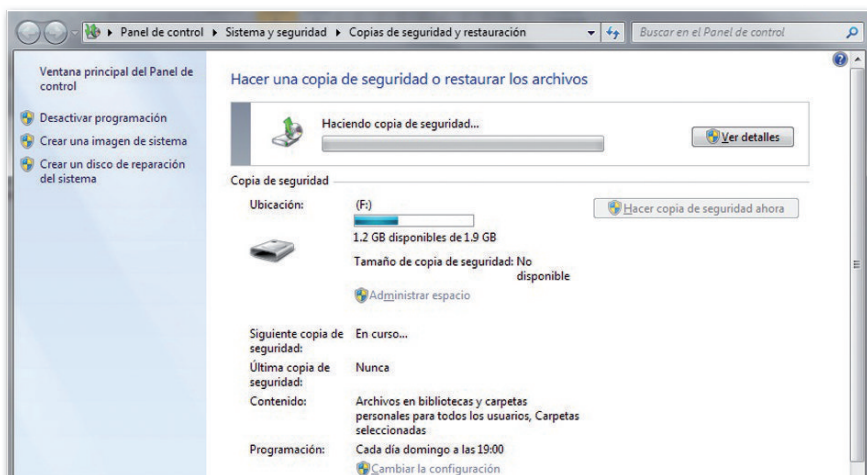 Panel de control ▸ Sistema y seguridad ▸ Copias de seguridad y restauración
Buscar en el Panel de control
Ventana principal del Panel de
control
Desactivar programación
Crear una imagen de sistema
Crear un disco de reparación
del sistema
Hacer una copia de seguridad o restaurar los archivos
Haciendo copia de seguridad...
Ver detalles
Copia de seguridad
Ubicación:
(F:)
Hacer copia de seguridad ahora
1.2 GB disponibles de 1.9 GB
Tamaño de copia de seguridad: No
disponible
Administrar espacio
Siguiente copia de
seguridad:
En curso...
Última copia de
seguridad:
Nunca
Contenido:
Archivos en bibliotecas y carpetas
personales para todos los usuarios, Carpetas
seleccionadas
Programación:
Cada día domingo a las 19:00
Cambiar la configuración